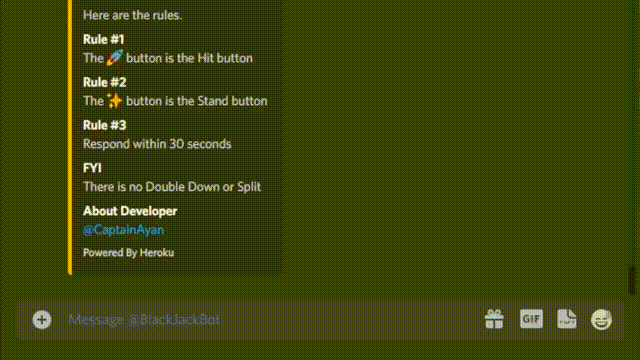 Here are the rules.
Rule #1
The 🚀 button is the Hit button
Rule #2
The ✨ button is the Stand button
Rule #3
Respond within 30 seconds
FYI
There is no Double Down or Split
About Developer
@CaptainAyan
Powered By Heroku
Message @BlackJackBot
GIF